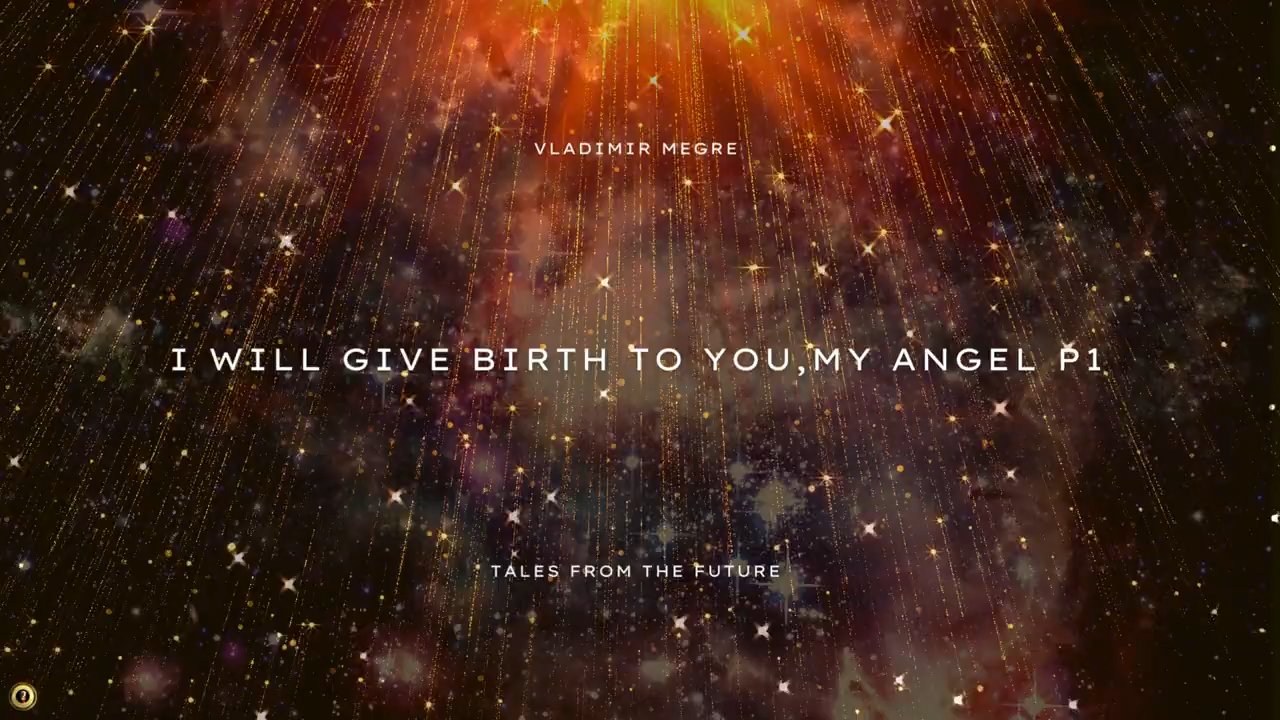 VLADIMIR MEGRE
I WILL GIVE BIRTH TO YOU,MY ANGEL P1
TALES FROM THE FUTURE